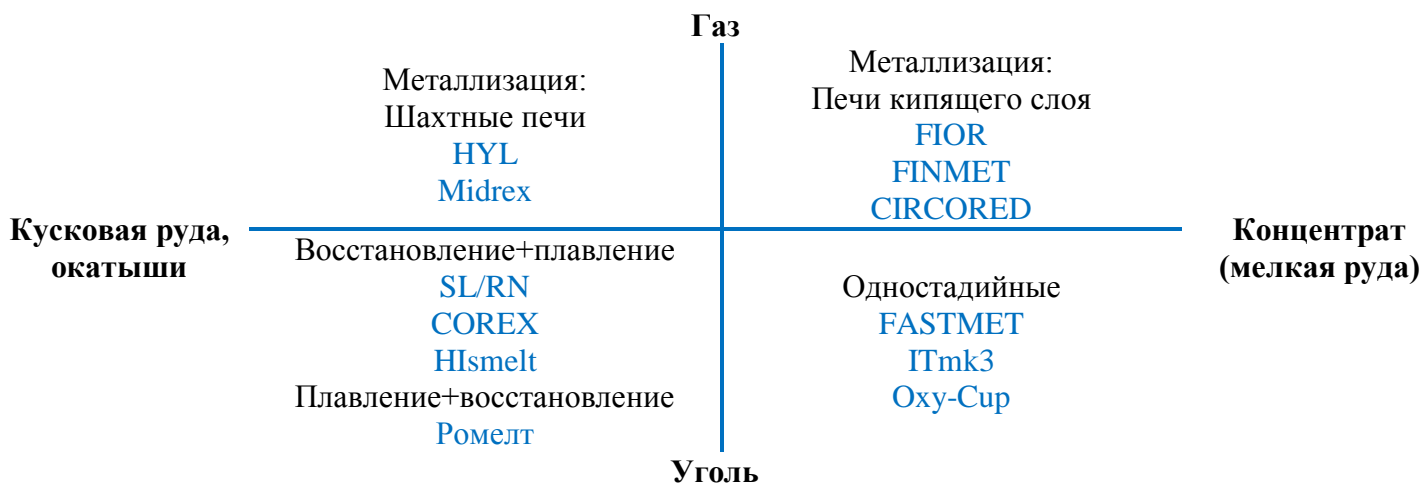 Газ
Металлизация:
Шахтные печи
HYL
Midrex
Металлизация:
Печи кипящего слоя
FIOR
FINMET
CIRCORED
Кусковая руда,
окатыши
Концентрат
(мелкая руда)
Восстановление+плавление
SL/RN
COREX
HIsmelt
Плавление+восстановление
Ромелт
Одностадийные
FASTMET
ITmk3
Oxy-Cup
Уголь